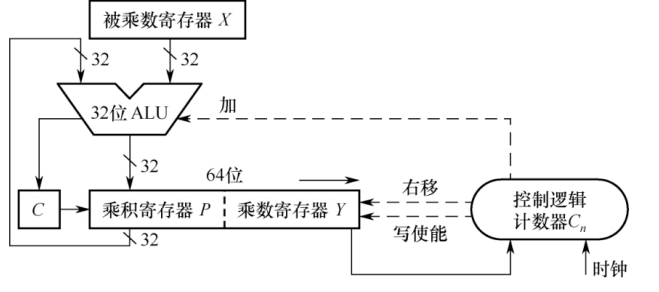 被乘数寄存器 X
32
32
32位 ALU
加
32
64位
C
乘积寄存器 P
乘数寄存器 Y
右移
写使能
控制逻辑
计数器Cn
32
时钟